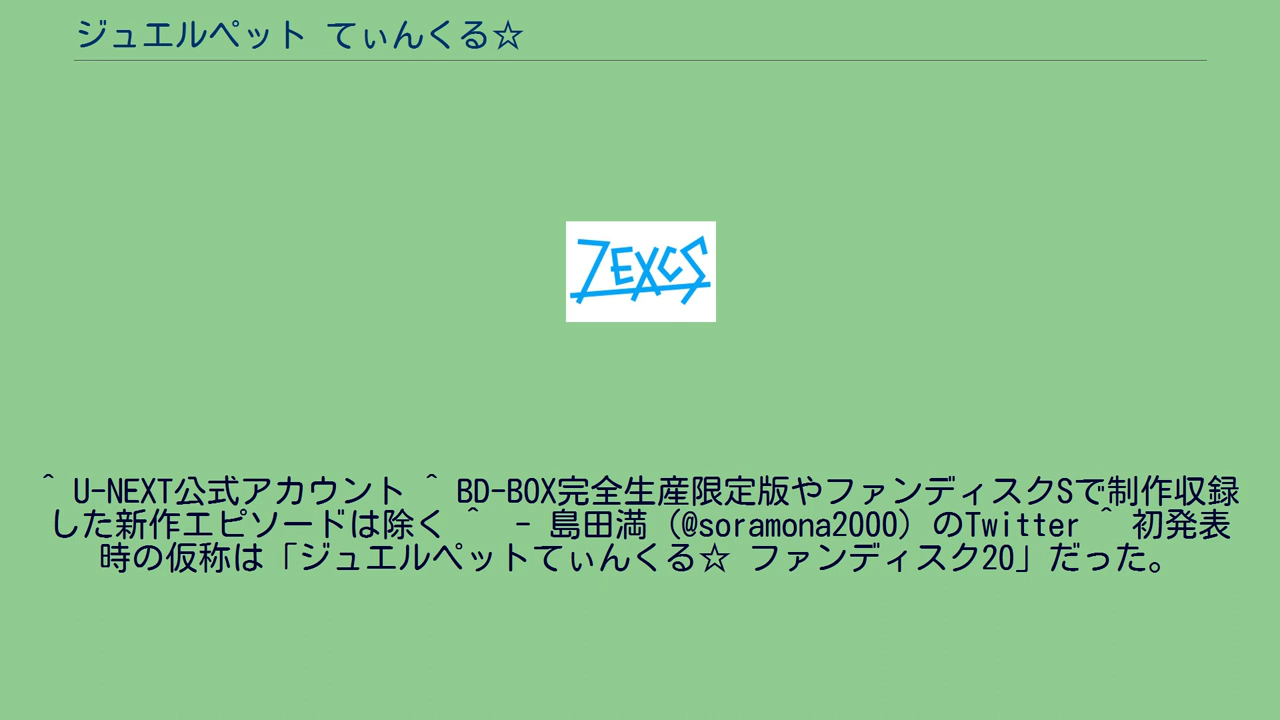 ジュエルペット てぃんくる☆
ZEXCS
^ U-NEXT公式アカウント ^ BD-BOX完全生産限定版やファンディスクSで制作収録
した新作エピソードは除く ^ - 島田満（@soramona2000）のTwitter ^ 初発表
時の仮称は「ジュエルペットてぃんくる☆ ファンディスク20」だった。